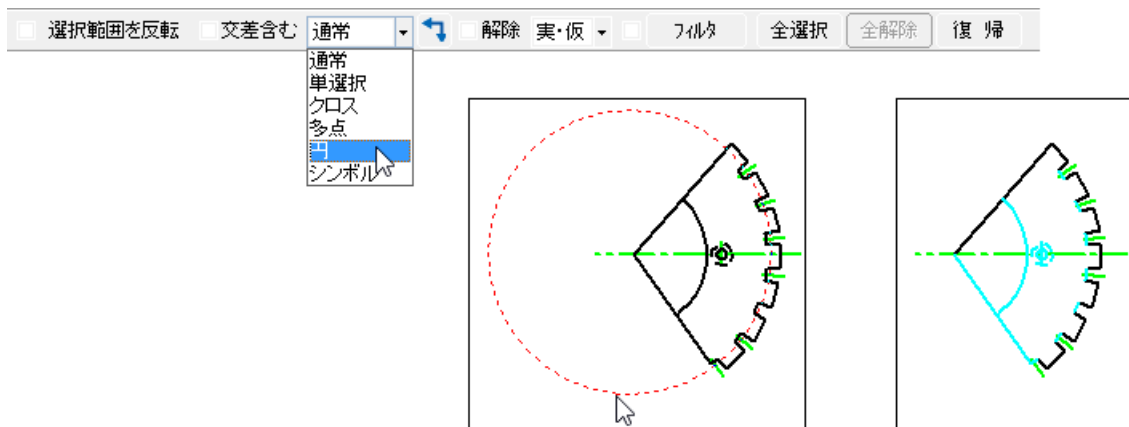 選択範囲を反転 交差含む 通常 解除 実・仮 フィルタ 全選択 全解除 復 帰
通常
単選択
クロス
多点
円
シンボル